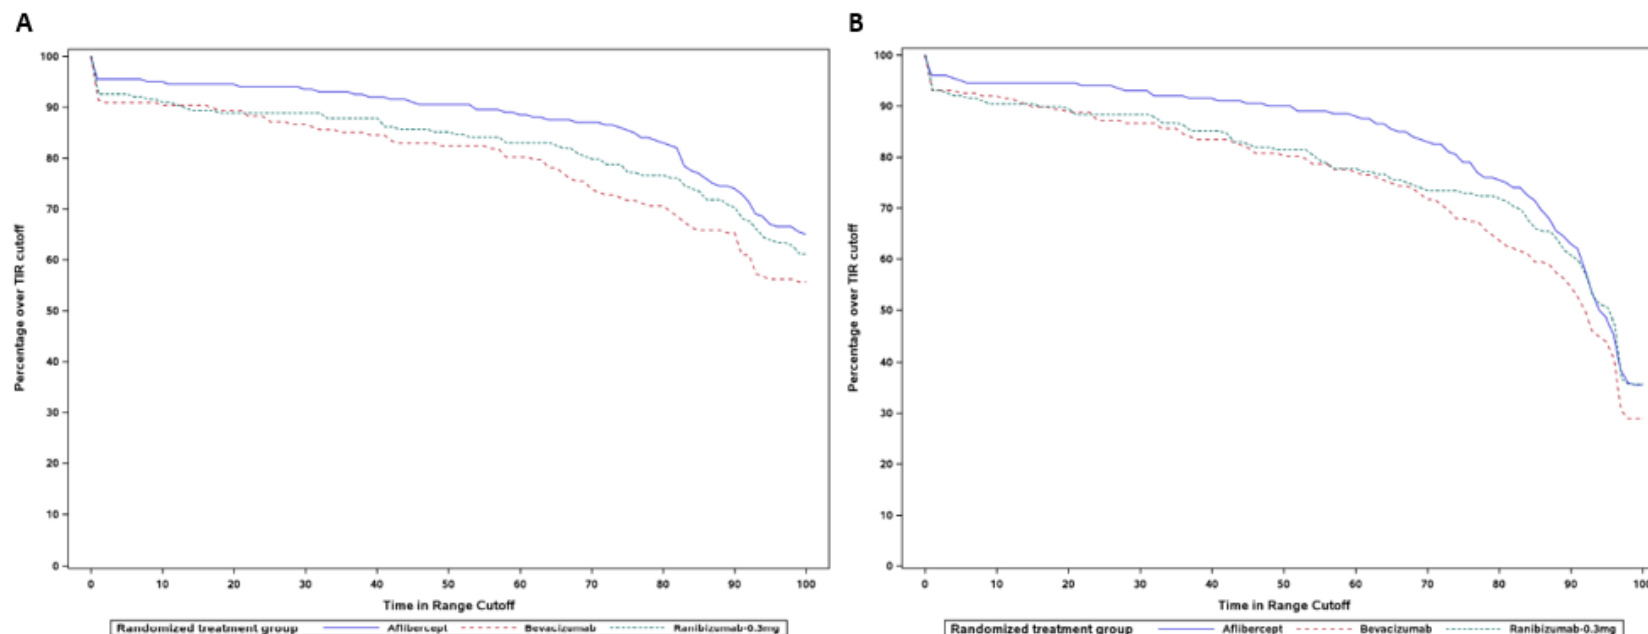 A
Percentage over TIR cutoff
100
90
80
70
60
50
40
30
20
10
0
0 10 20 30 40 50 60 70 80 90 100
Time in Range Cutoff
Randomized treatment group Aflibercept Bevacizumab Ranibizumab-0.3mg
B
Percentage over TIR cutoff
100
90
80
70
60
50
40
30
20
10
0
0 10 20 30 40 50 60 70 80 90 100
Time in Range Cutoff
Randomized treatment group Aflibercept Bevacizumab Ranibizumab-0.3mg